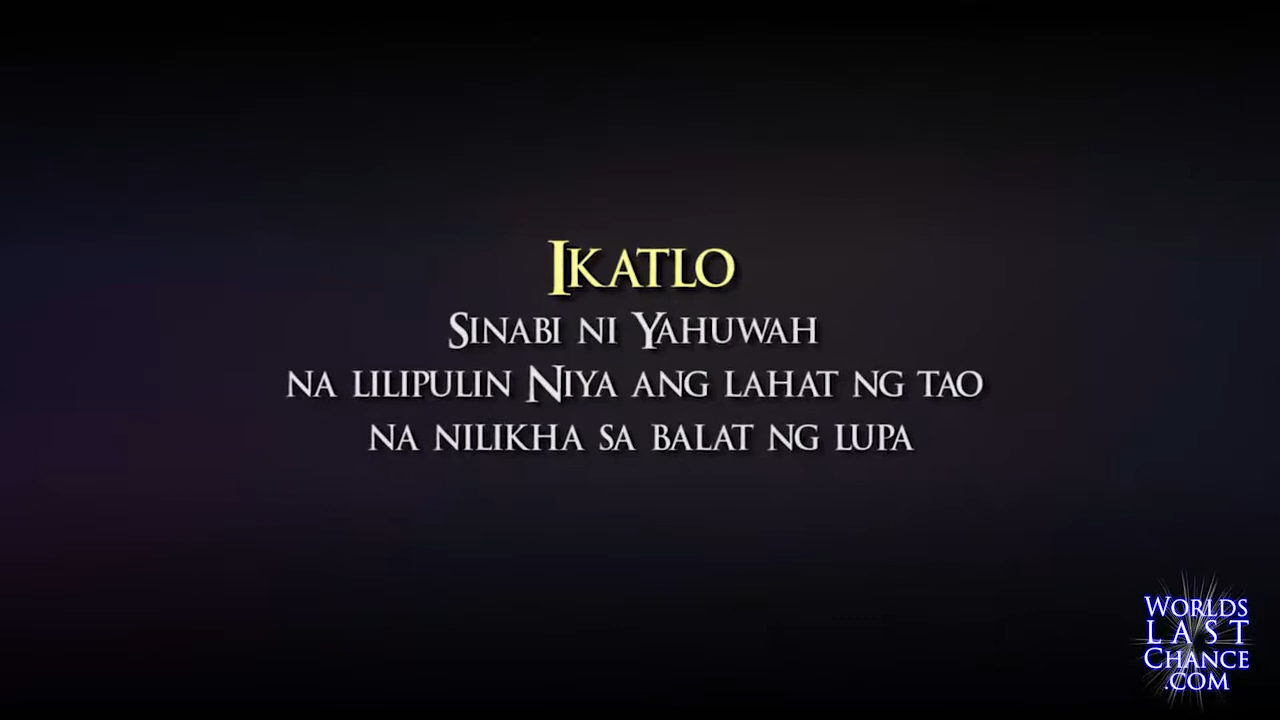 Ikatlo
Sinabi ni Yahuwah
na lilipulin Niya ang lahat ng tao
na nilikha sa balat ng lupa
Worlds
Last
Chance
.com